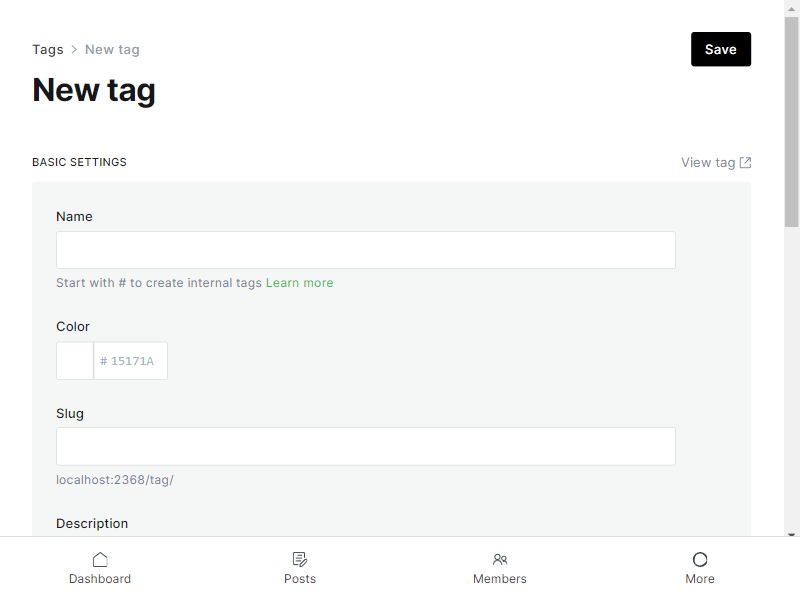 Tags > New tag
Save
New tag
BASIC SETTINGS
View tag
Name
Start with # to create internal tags Learn more
Color
# 15171A
Slug
localhost:2368/tag/
Description
Dashboard
Posts
Members
More